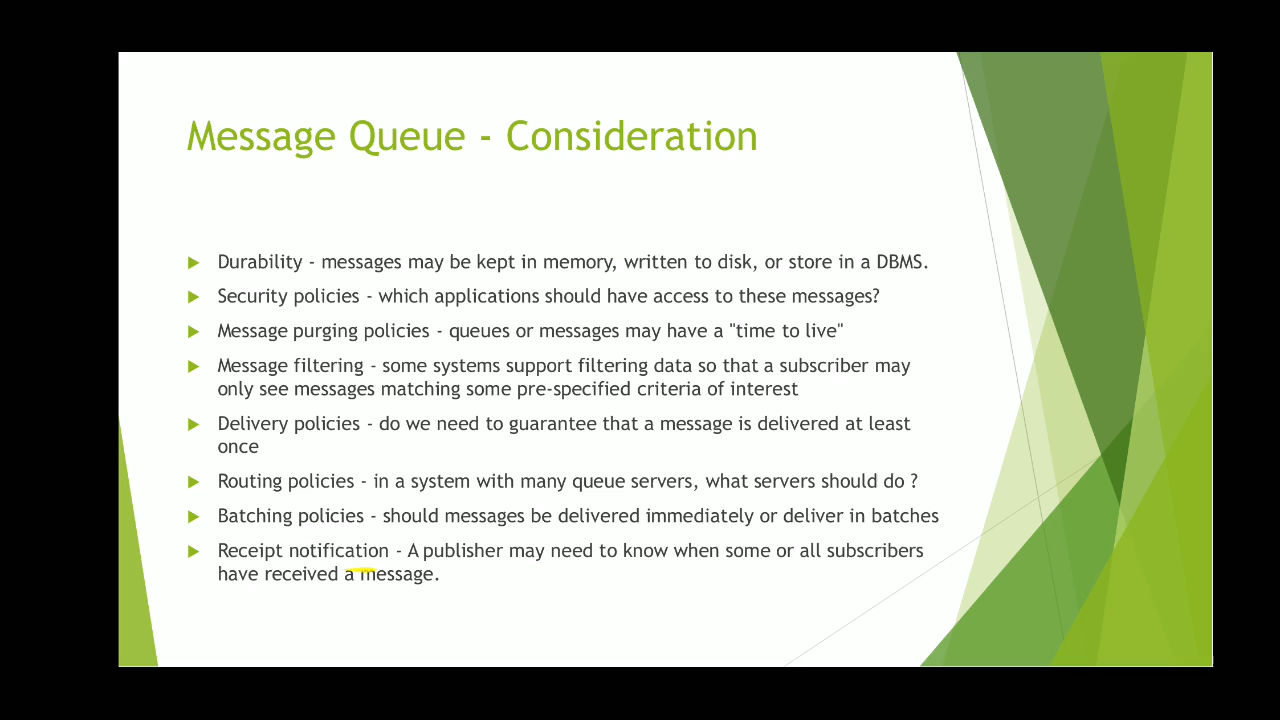 Message Queue - Consideration
Durability - messages may be kept in memory, written to disk, or store in a DBMS.
Security policies - which applications should have access to these messages?
Message purging policies - queues or messages may have a "time to live"
Message filtering - some systems support filtering data so that a subscriber may
only see messages matching some pre-specified criteria of interest
Delivery policies - do we need to guarantee that a message is delivered at least
once
Routing policies - in a system with many queue servers, what servers should do ?
Batching policies - should messages be delivered immediately or deliver in batches
Receipt notification - A publisher may need to know when some or all subscribers
have received a message.